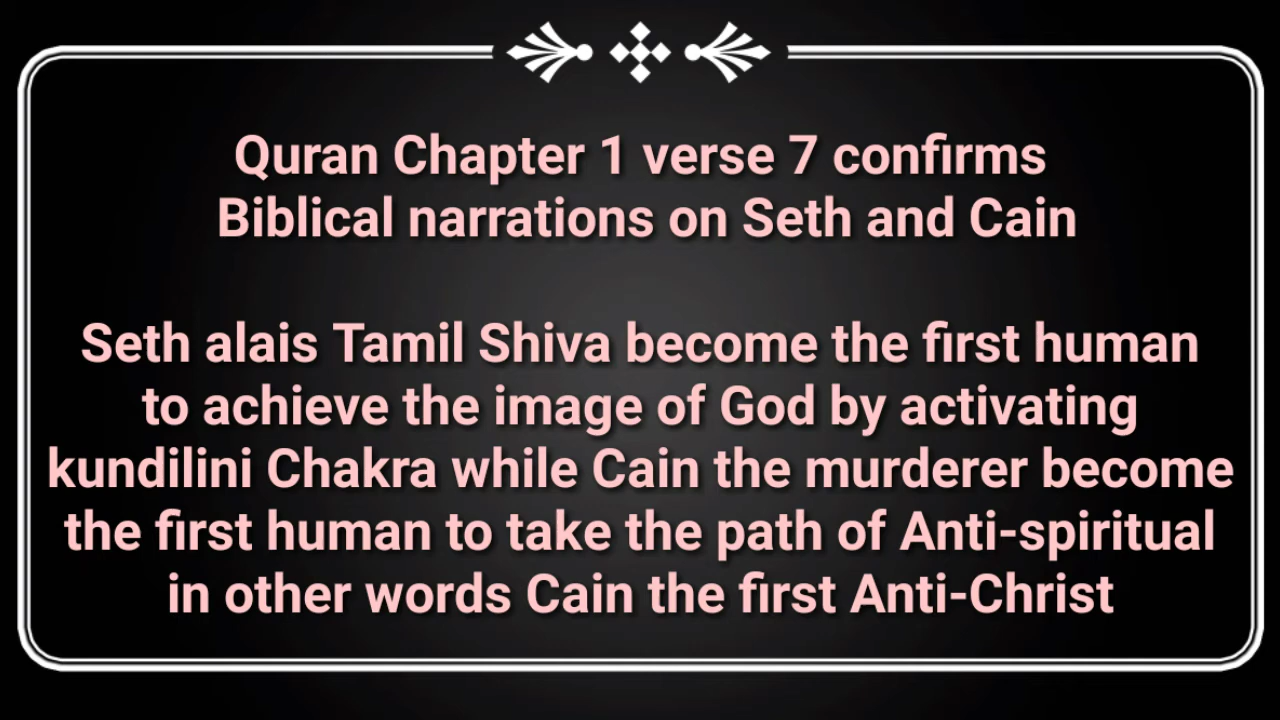 Quran Chapter 1 verse 7 confirms
Biblical narrations on Seth and Cain
Seth alais Tamil Shiva become the first human
to achieve the image of God by activating
kundilini Chakra while Cain the murderer become
the first human to take the path of Anti-spiritual
in other words Cain the first Anti-Christ